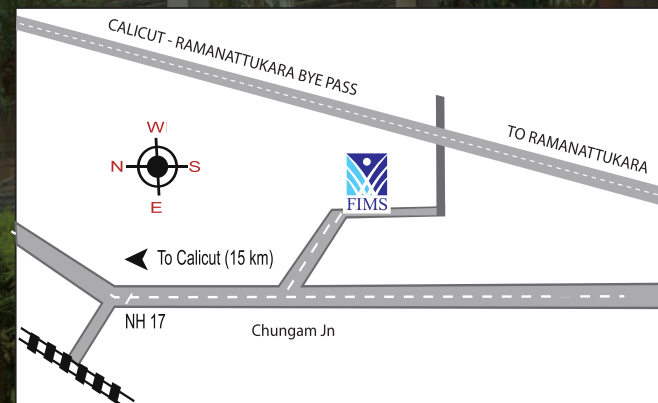 CALICUT - RAMANATTUKARA BYE PASS
TO RAMANATTUKARA
W
N
S
E
FIMS
To Calicut (15 km)
NH 17
Chungam Jn